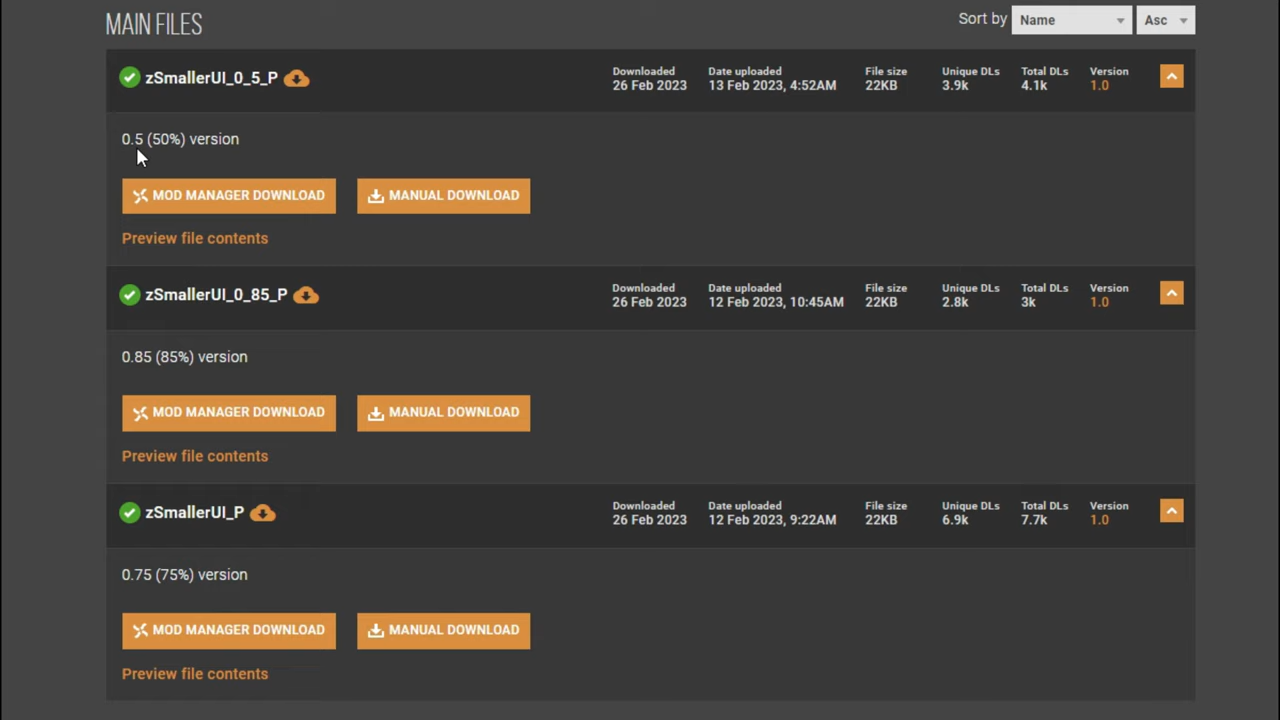 MAIN FILES
Sort by Name Asc
zSmallerUI_0_5_P
Downloaded Date uploaded File size Unique DLs Total DLs Version
26 Feb 2023 13 Feb 2023, 4:52AM 22KB 3.9k 4.1k 1.0
0.5 (50%) version
MOD MANAGER DOWNLOAD MANUAL DOWNLOAD
Preview file contents
zSmallerUI_0_85_P
Downloaded Date uploaded File size Unique DLs Total DLs Version
26 Feb 2023 12 Feb 2023, 10:45AM 22KB 2.8k 3k 1.0
0.85 (85%) version
MOD MANAGER DOWNLOAD MANUAL DOWNLOAD
Preview file contents
zSmallerUI_P
Downloaded Date uploaded File size Unique DLs Total DLs Version
26 Feb 2023 12 Feb 2023, 9:22AM 22KB 6.9k 7.7k 1.0
0.75 (75%) version
MOD MANAGER DOWNLOAD MANUAL DOWNLOAD
Preview file contents